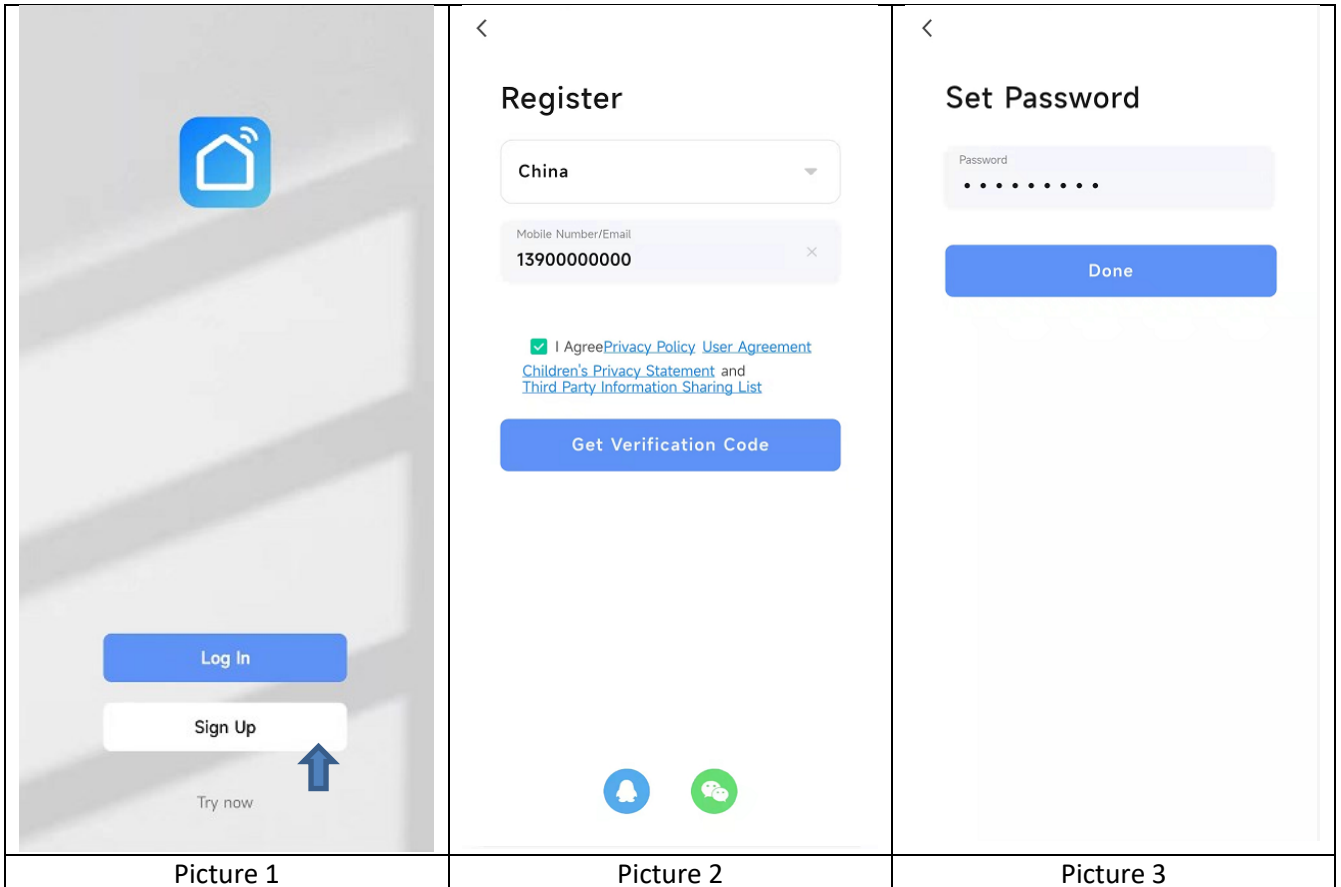 Log In
Sign Up
Try now
Picture 1
Register
China
Mobile Number/Email
13900000000
I AgreePrivacy Policy User Agreement
Children's Privacy Statement and
Third Party Information Sharing List
Get Verification Code
Picture 2
Set Password
Password
•••••••••
Done
Picture 3